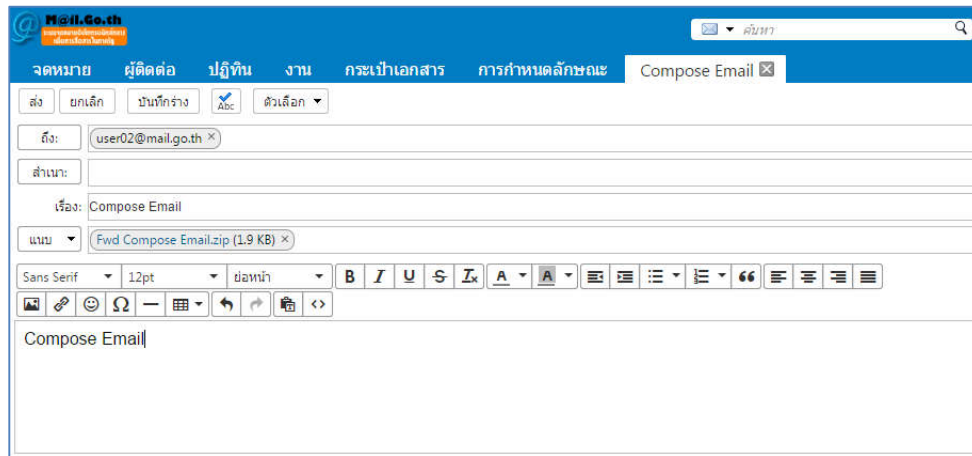 M@il.Go.th
ค้นหา
จดหมาย ผู้ติดต่อ ปฏิทิน งาน กระเป๋าเอกสาร การกำหนดลักษณะ Compose Email
ส่ง ยกเลิก บันทึกร่าง Abc ตัวเลือก
ถึง: user02@mail.go.th ×
สำเนา:
เรื่อง: Compose Email
แนบ Fwd Compose Email.zip (1.9 KB) ×
Sans Serif 12pt ย่อหน้า B I U S Ix A A
Ω
Compose Email